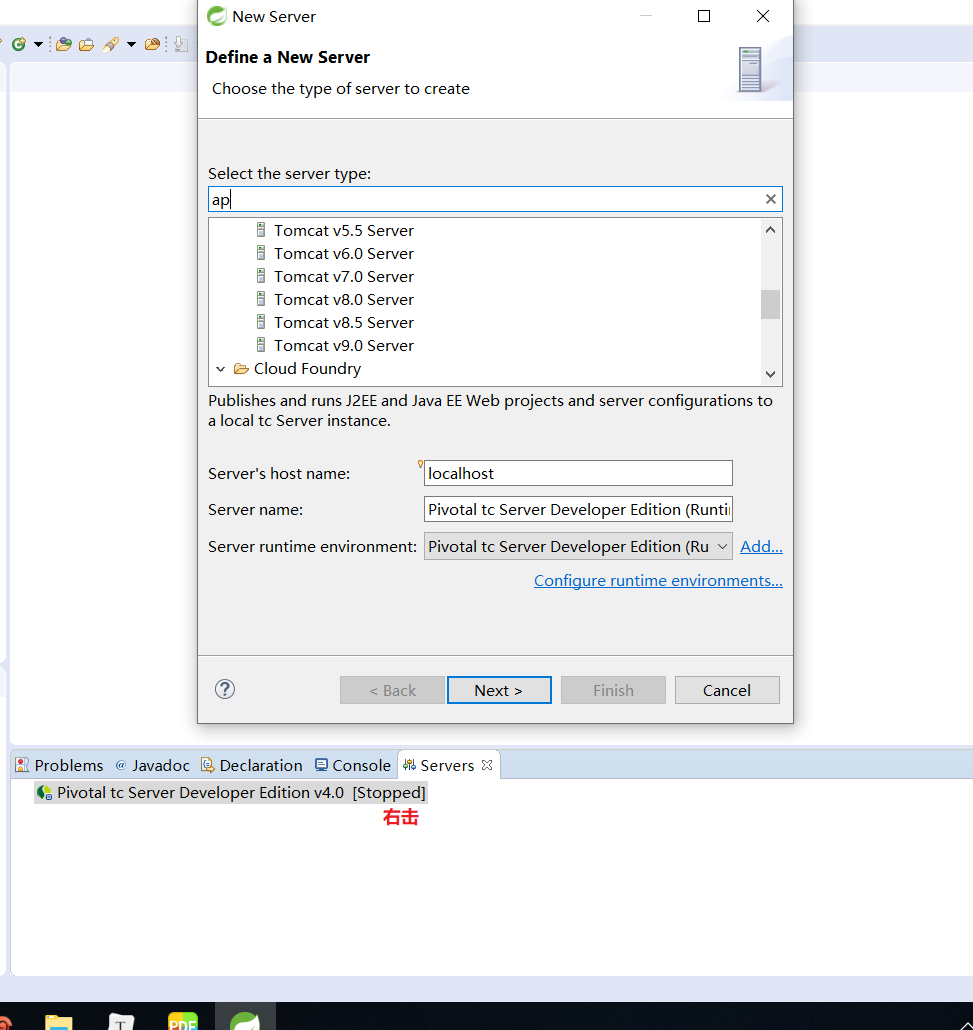 New Server
Define a New Server
Choose the type of server to create
Select the server type:
ap
Tomcat v5.5 Server
Tomcat v6.0 Server
Tomcat v7.0 Server
Tomcat v8.0 Server
Tomcat v8.5 Server
Tomcat v9.0 Server
Cloud Foundry
Publishes and runs J2EE and Java EE Web projects and server configurations to
a local tc Server instance.
Server's host name: localhost
Server name: Pivotal tc Server Developer Edition (Runti
Server runtime environment: Pivotal tc Server Developer Edition (Ru Add...
Configure runtime environments...
? < Back Next > Finish Cancel
Problems @ Javadoc Declaration Console Servers
Pivotal tc Server Developer Edition v4.0 [Stopped]
右击
T PDF